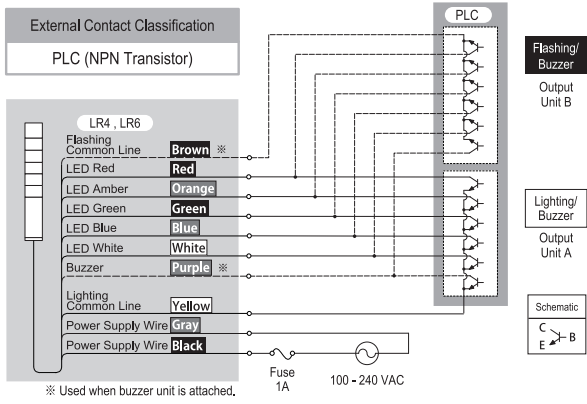 External Contact Classification
PLC (NPN Transistor)
PLC
Flashing/
Buzzer
Output
Unit B
LR4 , LR6
Flashing
Common Line Brown ※
LED Red Red
LED Amber Orange
LED Green Green
LED Blue Blue
LED White White
Buzzer Purple ※
Lighting
Common Line Yellow
Power Supply Wire Gray
Power Supply Wire Black
Lighting/
Buzzer
Output
Unit A
Schematic
C
B
E
Fuse
1A
100 - 240 VAC
※ Used when buzzer unit is attached.